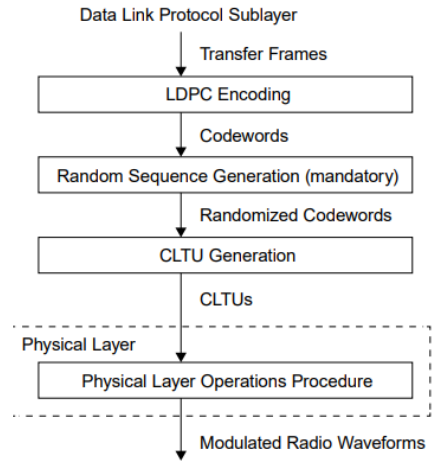 Data Link Protocol Sublayer
Transfer Frames
LDPC Encoding
Codewords
Random Sequence Generation (mandatory)
Randomized Codewords
CLTU Generation
CLTUs
Physical Layer
Physical Layer Operations Procedure
Modulated Radio Waveforms